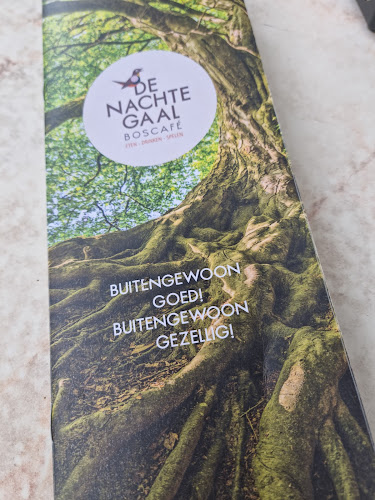 DE
NACHTE
GAAL
BOSCAFÉ
ETEN - DRINKEN - SPELEN
BUITENGEWOON
GOED!
BUITENGEWOON
GEZELLIG!